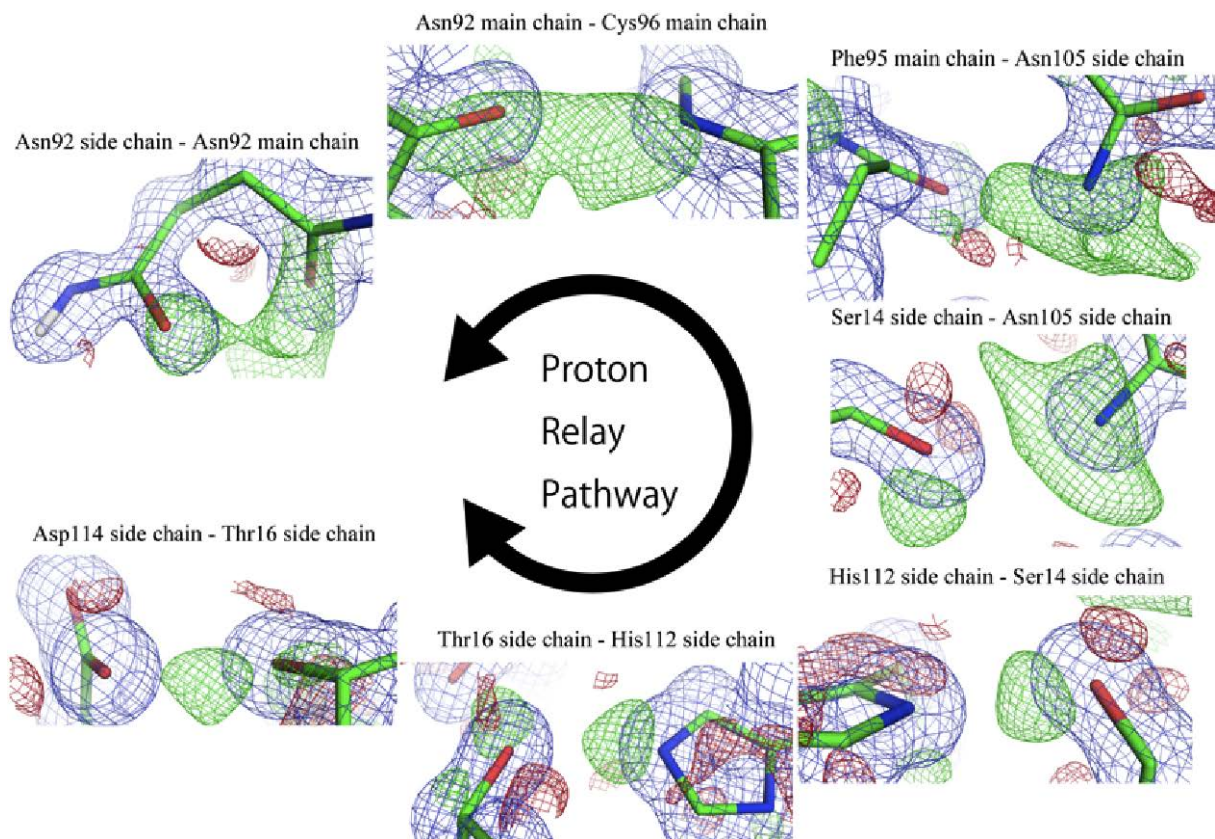 Asn92 main chain - Cys96 main chain
Phe95 main chain - Asn105 side chain
Asn92 side chain - Asn92 main chain
Ser14 side chain - Asn105 side chain
Proton
Relay
Pathway
Asp114 side chain - Thr16 side chain
His112 side chain - Ser14 side chain
Thr16 side chain - His112 side chain